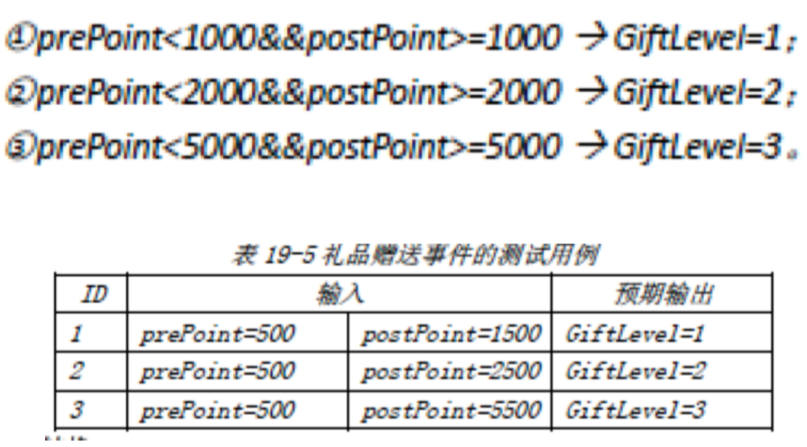 ①prePoint<1000&&postPoint>=1000 →GiftLevel=1；
②prePoint<2000&&postPoint>=2000 →GiftLevel=2；
③prePoint<5000&&postPoint>=5000 →GiftLevel=3。
表 19-5 礼品赠送事件的测试用例
ID 输入 预期输出
1 prePoint=500 postPoint=1500 GiftLevel=1
2 prePoint=500 postPoint=2500 GiftLevel=2
3 prePoint=500 postPoint=5500 GiftLevel=3